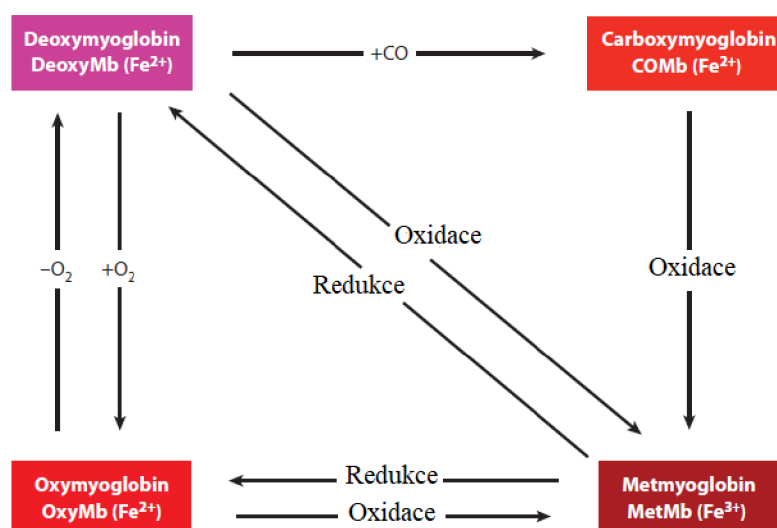 Deoxymyoglobin
DeoxyMb (Fe²⁺)
+CO
Carboxymyoglobin
COMb (Fe²⁺)
Oxidace
Redukce
Oxidace
–O₂
+O₂
Oxymyoglobin
OxyMb (Fe²⁺)
Redukce
Oxidace
Metmyoglobin
MetMb (Fe³⁺)